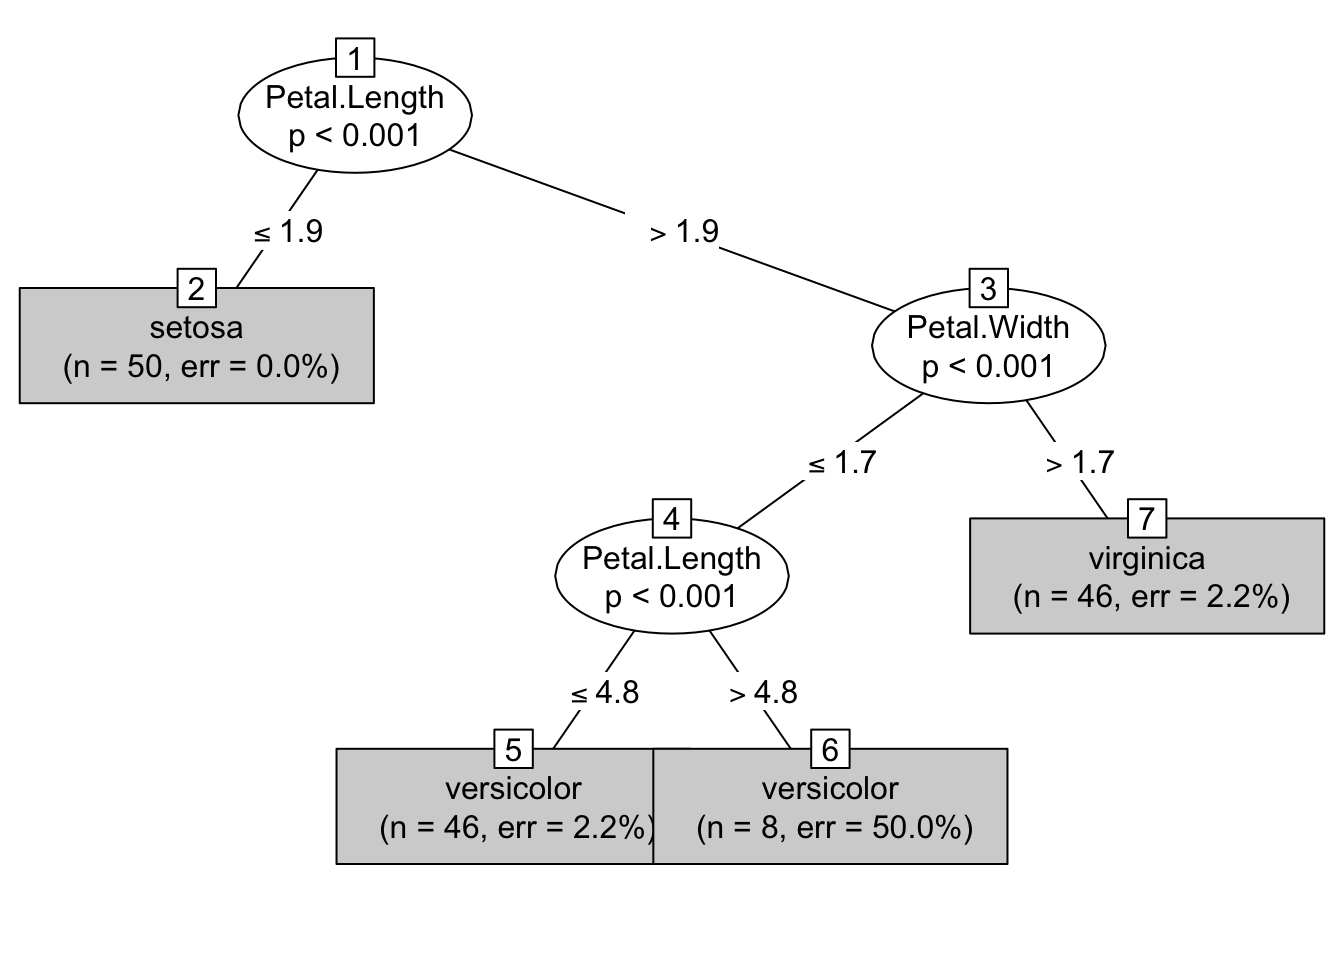 1
Petal.Length
p < 0.001
≤ 1.9
> 1.9
2
setosa
(n = 50, err = 0.0%)
3
Petal.Width
p < 0.001
≤ 1.7
> 1.7
4
Petal.Length
p < 0.001
7
virginica
(n = 46, err = 2.2%)
≤ 4.8
> 4.8
5
versicolor
(n = 46, err = 2.2%)
6
versicolor
(n = 8, err = 50.0%)